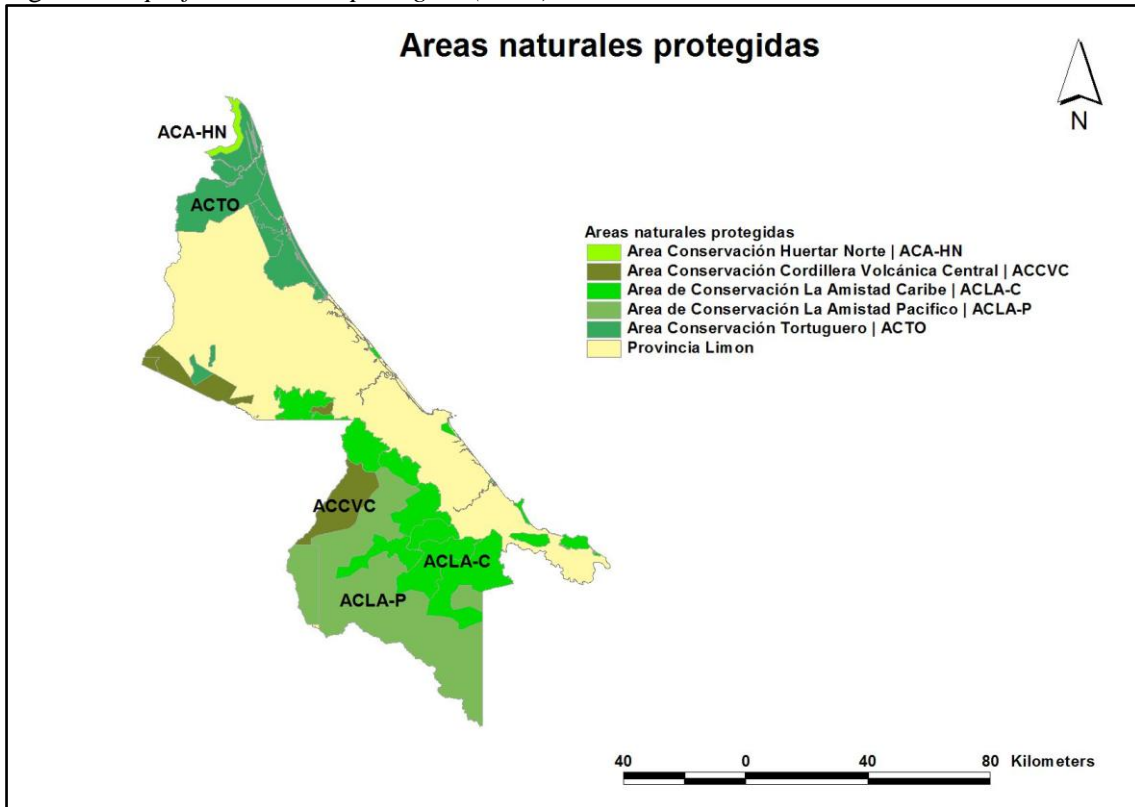 Areas naturales protegidas
N
ACA-HN
ACTO
ACCVC
ACLA-C
ACLA-P
Areas naturales protegidas
Area Conservación Huertar Norte | ACA-HN
Area Conservación Cordillera Volcánica Central | ACCVC
Area de Conservación La Amistad Caribe | ACLA-C
Area de Conservación La Amistad Pacifico | ACLA-P
Area Conservación Tortuguero | ACTO
Provincia Limon
40 0 40 80 Kilometers